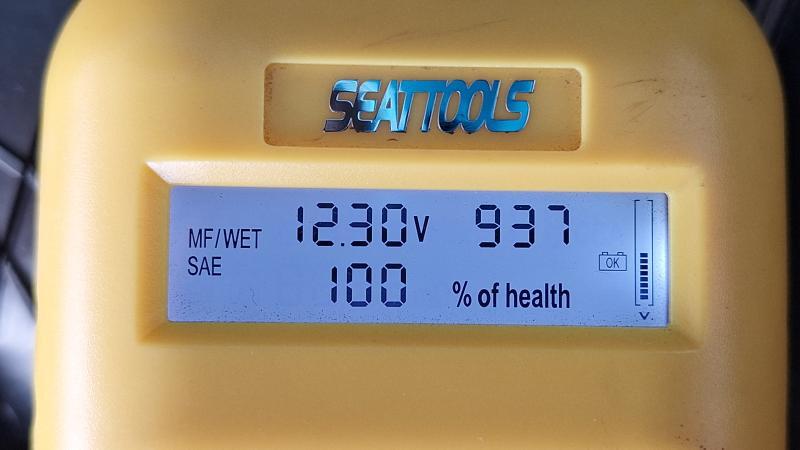 SEATTOOLS
MF/WET 12.30V 937
SAE 100 % of health
OK
V